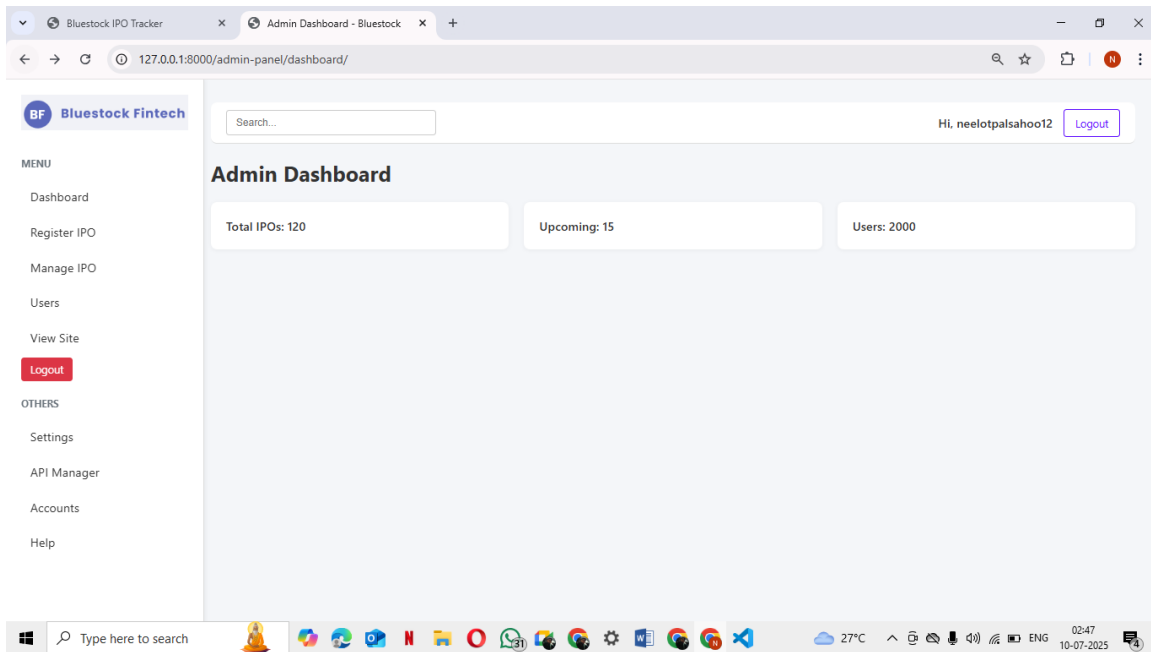 Bluestock IPO Tracker
Admin Dashboard - Bluestock
127.0.0.1:8000/admin-panel/dashboard/
N
BF Bluestock Fintech
Search...
Hi, neelotpalsahoo12
Logout
MENU
Dashboard
Register IPO
Manage IPO
Users
View Site
Logout
OTHERS
Settings
API Manager
Accounts
Help
Admin Dashboard
Total IPOs: 120
Upcoming: 15
Users: 2000
Type here to search
31
27°C
ENG
02:47
10-07-2025
4